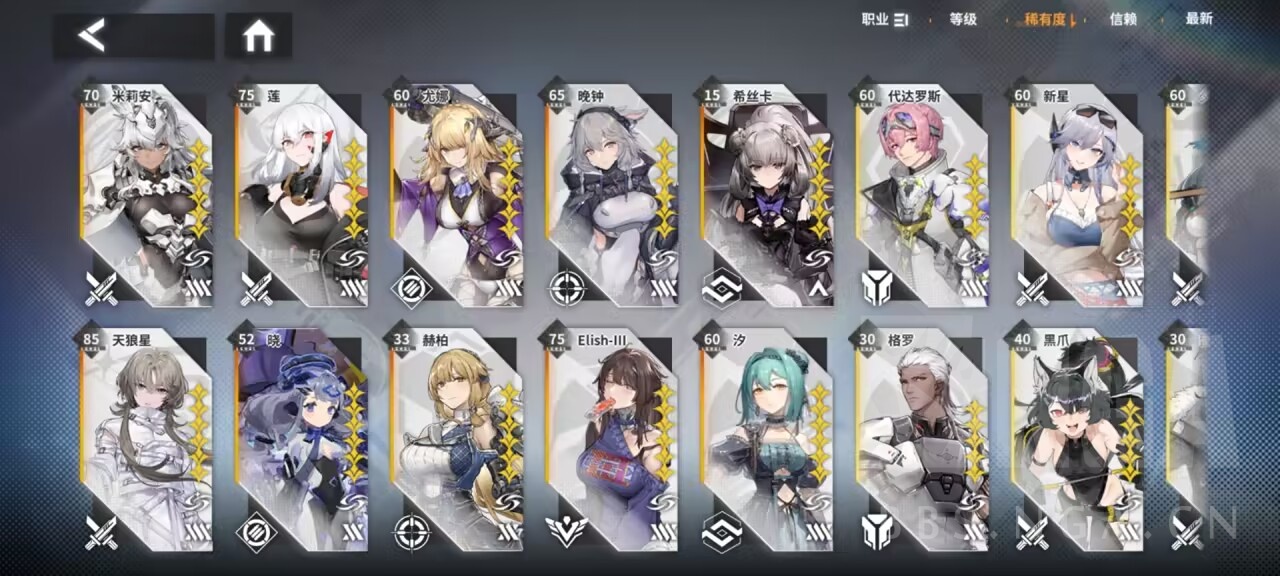 职业 等级 稀有度 信赖 最新
70 米莉安
75 莲
60 尤娜
65 晚钟
15 希丝卡
60 代达罗斯
60 新星
60
85 天狼星
52 晓
33 赫柏
75 Elish-III
60 汐
30 格罗
40 黑爪
30
BBS.NGA.CN